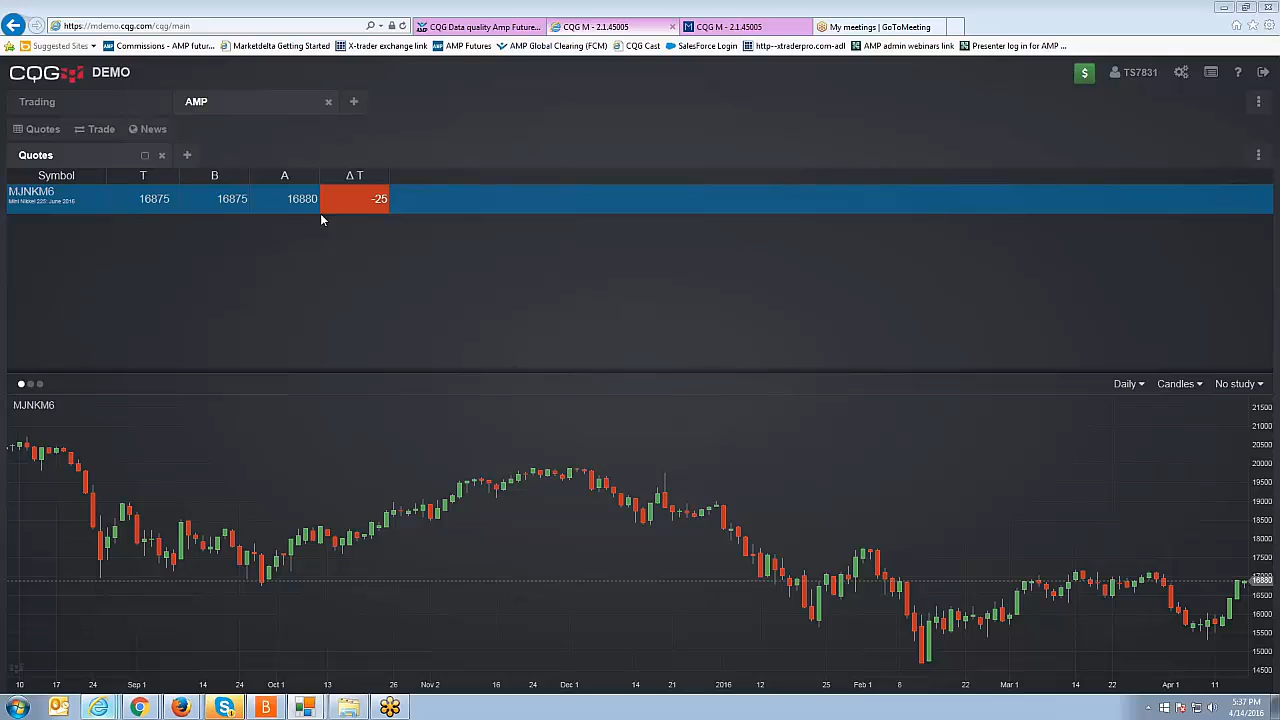 https://mdemo.cqg.com/cqg/main
CQG Data quality Amp Future...
CQG M - 2.1.45005
CQG M - 2.1.45005
My meetings | GoToMeeting
Suggested Sites
Commissions - AMP futur...
Marketdelta Getting Started
X-trader exchange link
AMP Futures
AMP Global Clearing (FCM)
CQG Cast
SalesForce Login
http--xtraderpro.com-adl
AMP admin webinars link
Presenter log in for AMP ...
CQG DEMO
$
TS7831
?
Trading
AMP
Quotes
Trade
News
Quotes
Symbol T B A Δ T
MJNKM6 16875 16875 16880 -25
Mini Nikkei 225: June 2016
Daily
Candles
No study
MJNKM6
21500
21000
20500
20000
19500
19000
18500
18000
17500
16880
16500
16000
15500
15000
14500
10 17 24 Sep 1 14 24 Oct 1 13 26 Nov 2 16 24 Dec 1 14 21 2016 12 25 Feb 1 8 22 Mar 1 14 22 Apr 1 11
5:37 PM
4/14/2016